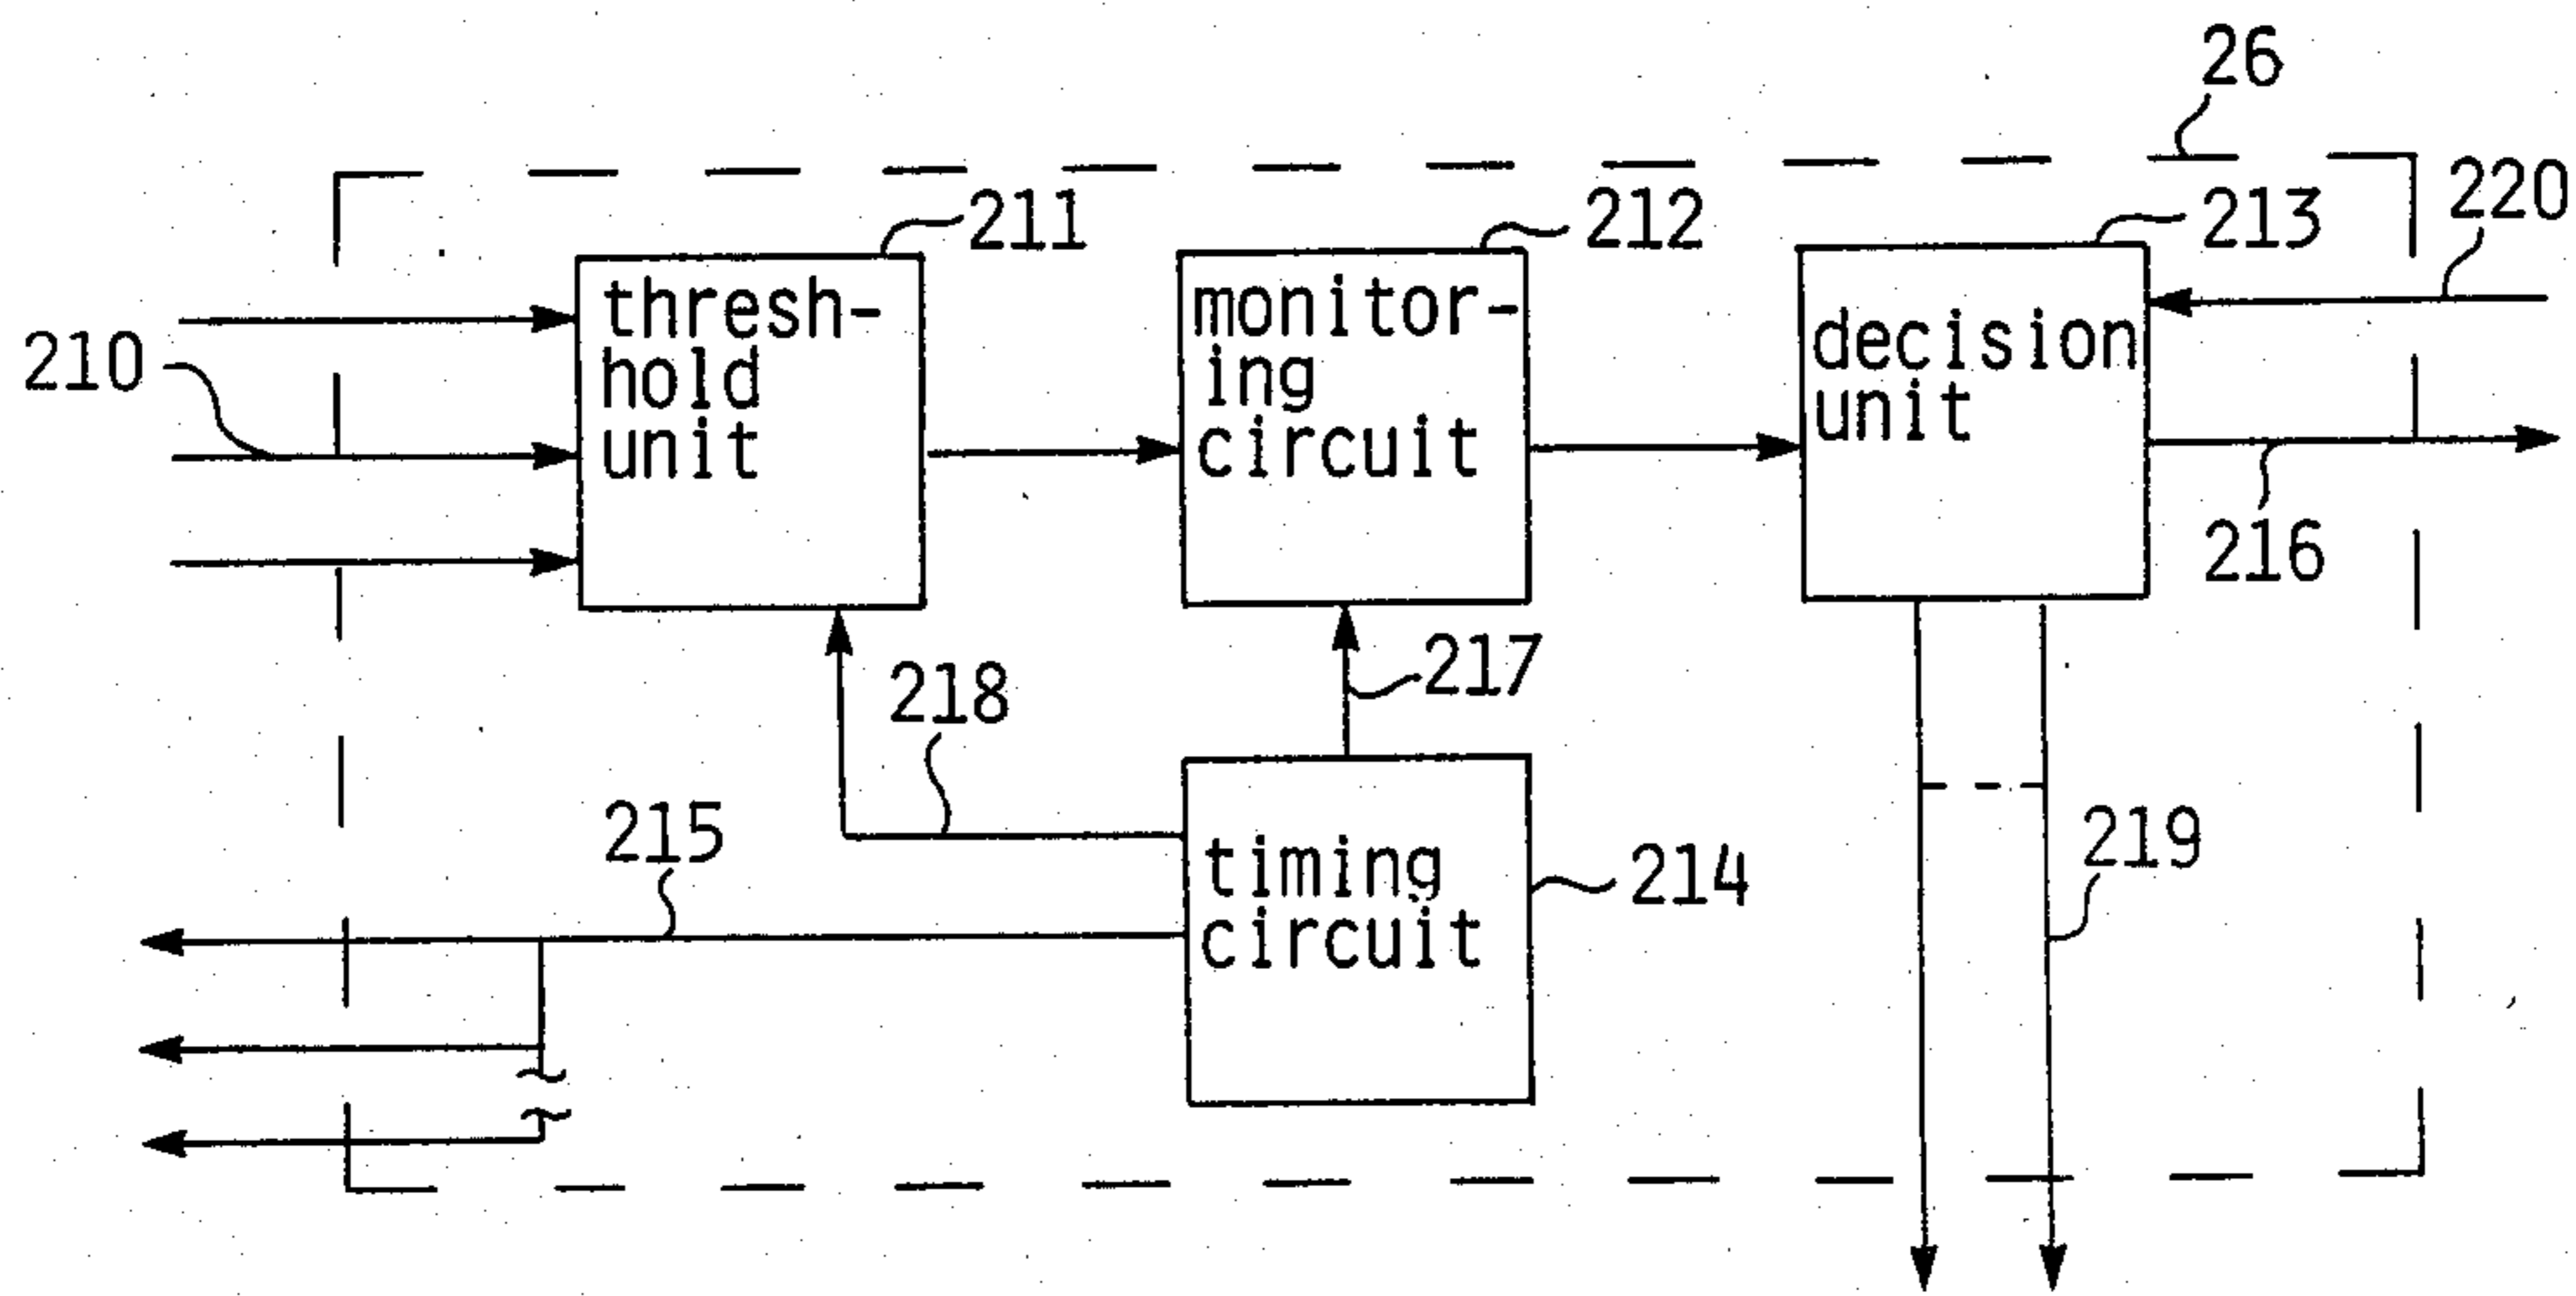 26
220
211
212
213
thresh-
hold
unit
monitor-
ing
circuit
decision
unit
210
216
218
217
215
timing
circuit
214
219